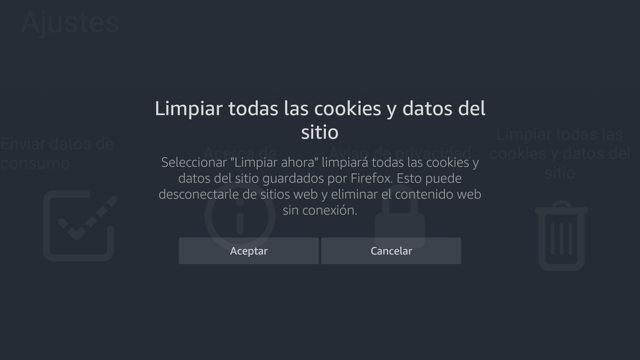 Ajustes
Limpiar todas las cookies y datos del
sitio
Enviar datos de
consumo
Acerca de
Aviso de privacidad
Limpiar todas las
cookies y datos del
sitio
Seleccionar "Limpiar ahora" limpiará todas las cookies y
datos del sitio guardados por Firefox. Esto puede
desconectarle de sitios web y eliminar el contenido web
sin conexión.
Aceptar
Cancelar